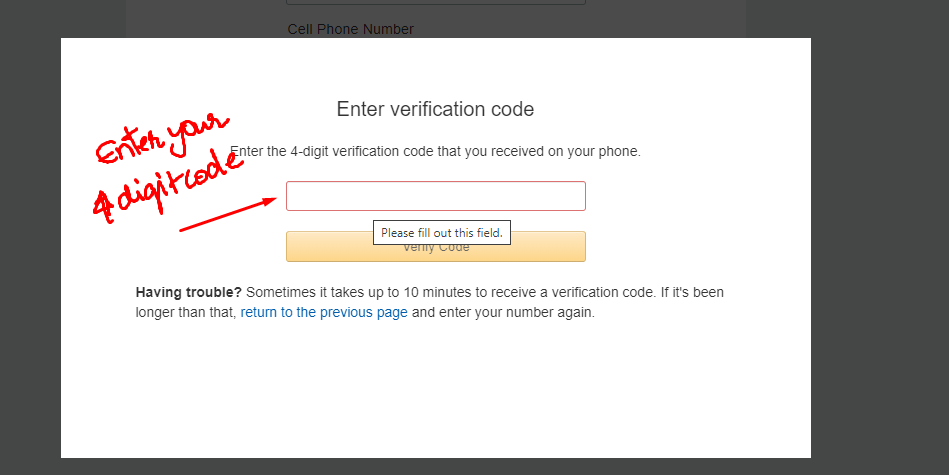 Cell Phone Number
Enter verification code
Enter your
4 digit code
Enter the 4-digit verification code that you received on your phone.
Please fill out this field.
Verify Code
Having trouble? Sometimes it takes up to 10 minutes to receive a verification code. If it's been
longer than that, return to the previous page and enter your number again.